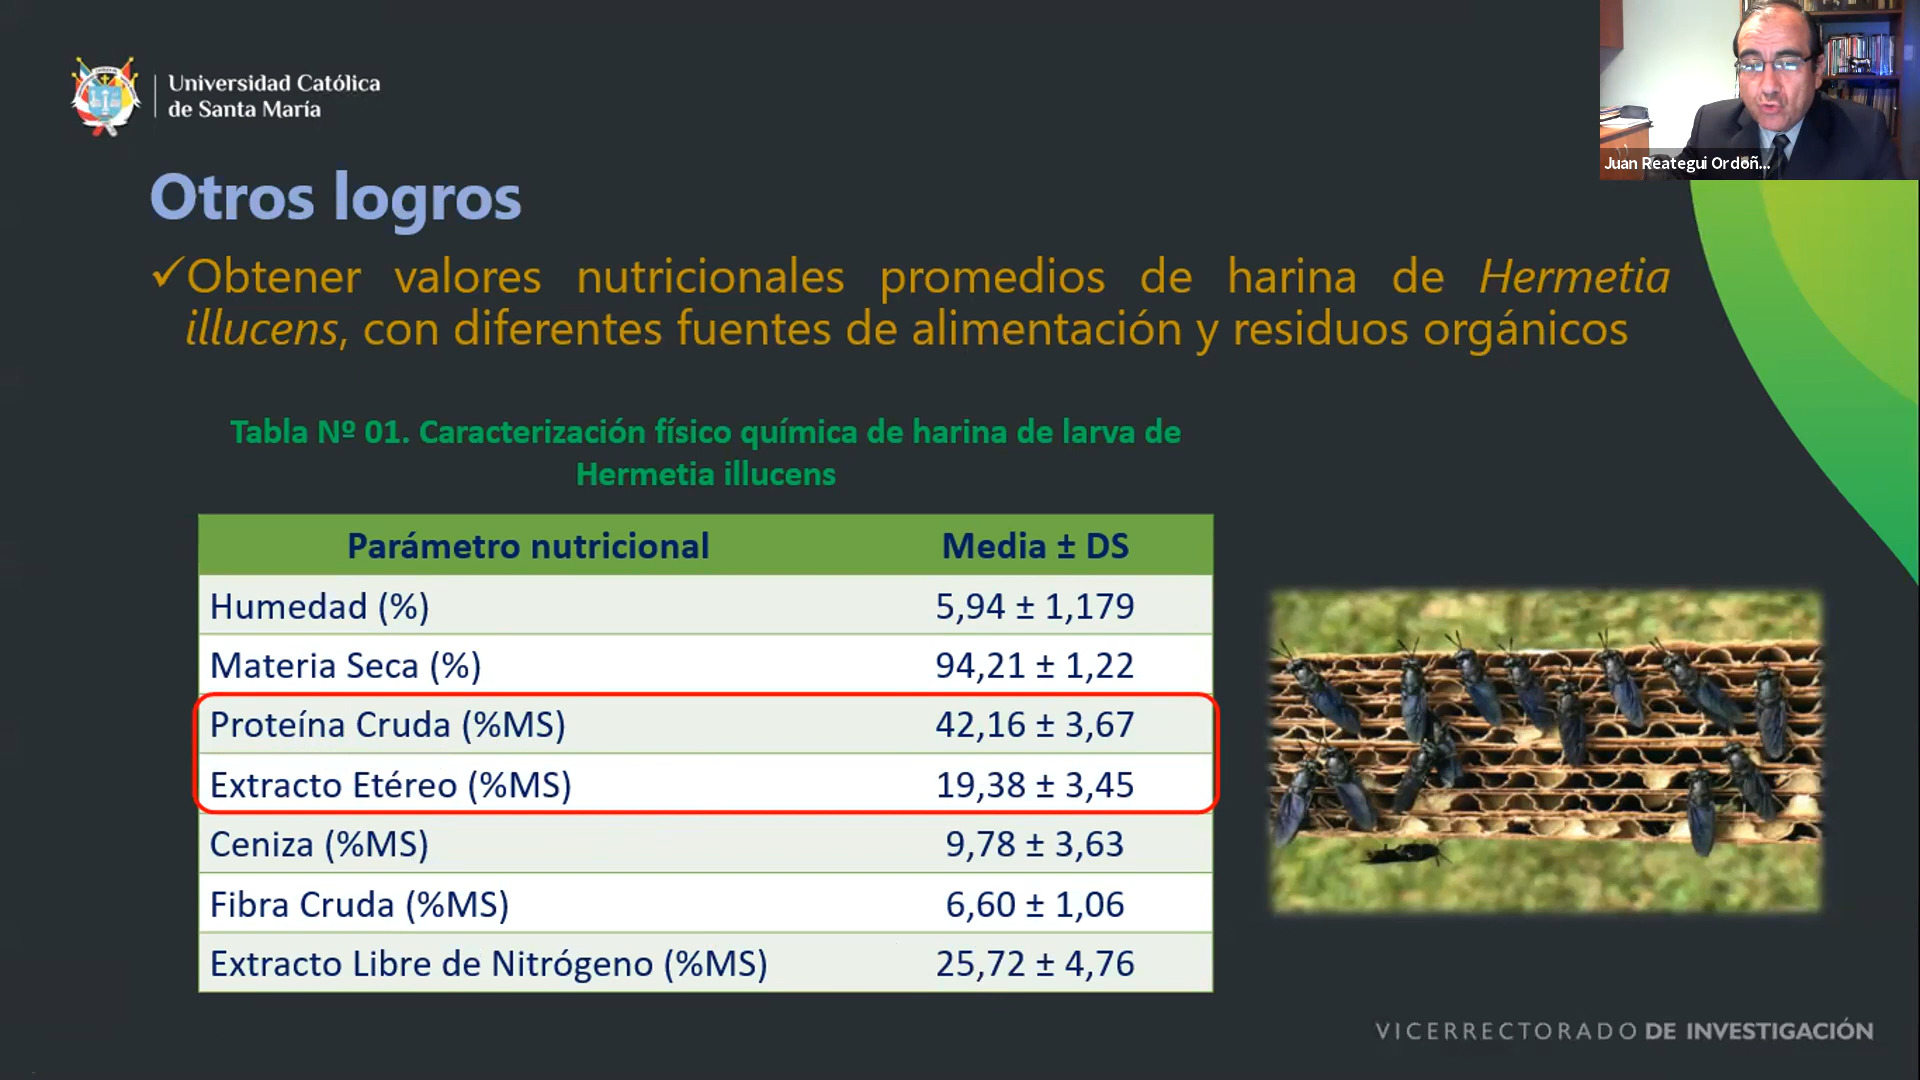 Universidad Católica
de Santa María
Juan Reategui Ordoñ...
Otros logros
✓Obtener valores nutricionales promedios de harina de Hermetia
illucens, con diferentes fuentes de alimentación y residuos orgánicos
Tabla Nº 01. Caracterización físico química de harina de larva de
Hermetia illucens
Parámetro nutricional Media ± DS
Humedad (%) 5,94 ± 1,179
Materia Seca (%) 94,21 ± 1,22
Proteína Cruda (%MS) 42,16 ± 3,67
Extracto Etéreo (%MS) 19,38 ± 3,45
Ceniza (%MS) 9,78 ± 3,63
Fibra Cruda (%MS) 6,60 ± 1,06
Extracto Libre de Nitrógeno (%MS) 25,72 ± 4,76
VICERRECTORADO DE INVESTIGACIÓN